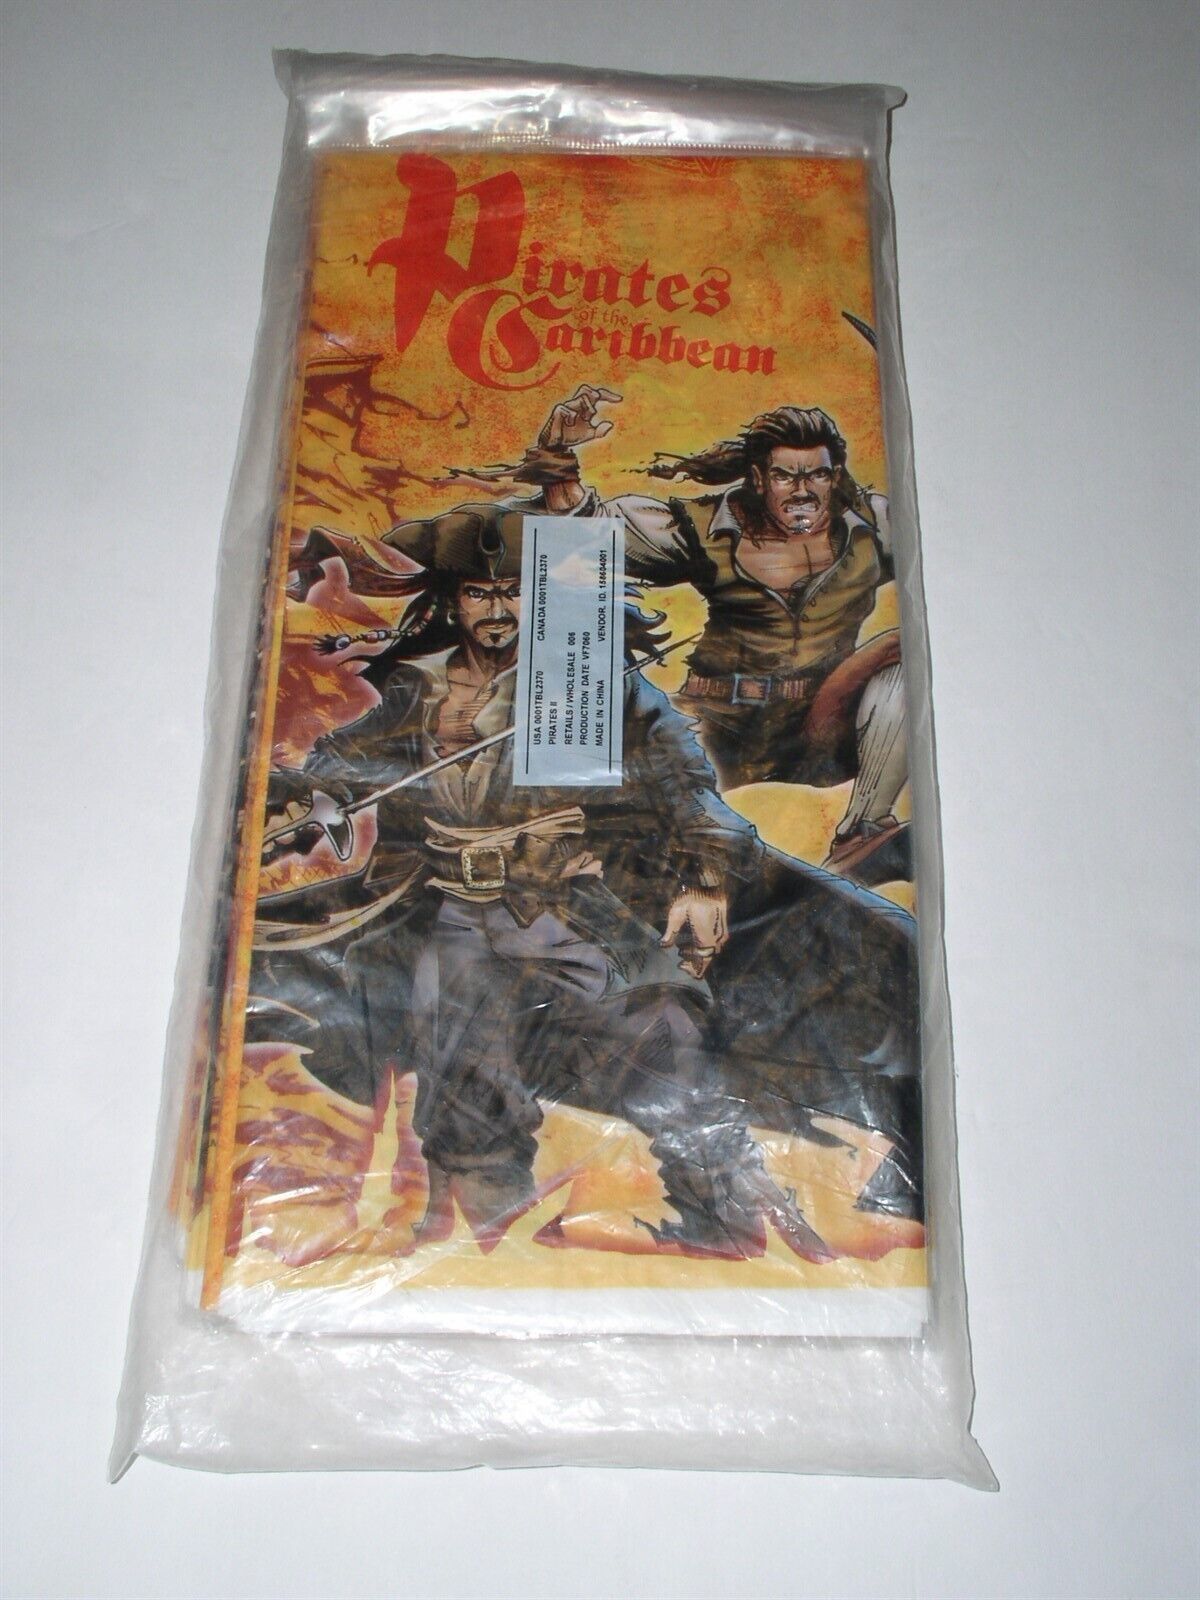 Pirates
of the
Caribbean
USA 0001TBL2370 CANADA 0001TBL2370
PIRATES II
RETAILS / WHOLESALE 006
PRODUCTION DATE VF7060
MADE IN CHINA VENDOR. ID. 158604001